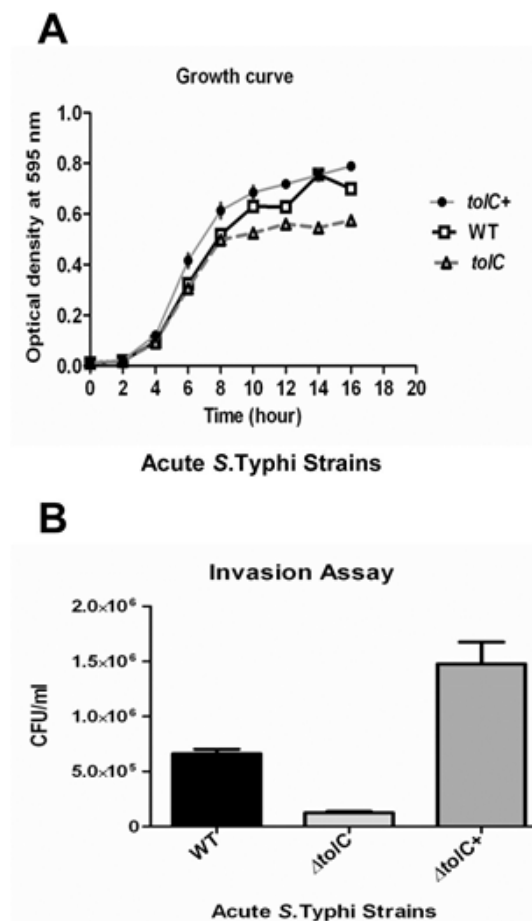 A
Growth curve
1.0
0.8
0.6
0.4
0.2
0.0
Optical density at 595 nm
0 2 4 6 8 10 12 14 16 18 20
Time (hour)
tolC+
WT
tolC
Acute S.Typhi Strains
B
Invasion Assay
2.0×10⁶
1.5×10⁶
1.0×10⁶
5.0×10⁵
0
CFU/ml
WT
ΔtolC
ΔtolC+
Acute S.Typhi Strains